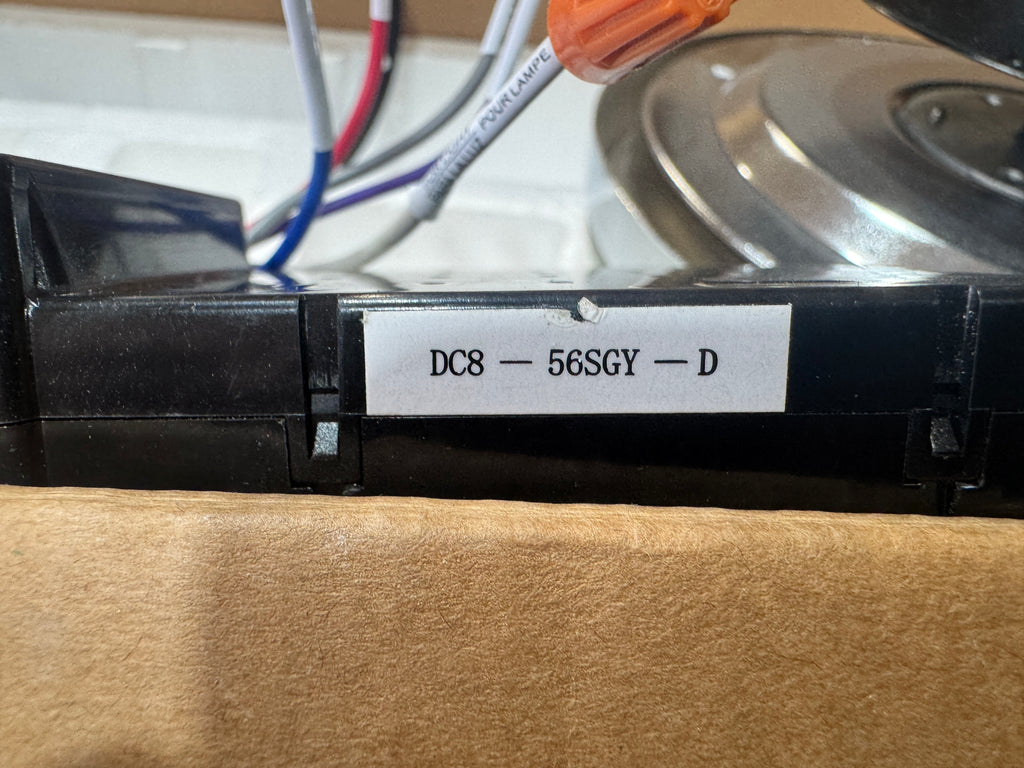 POUR LAMPE
DC8 — 56SGY — D